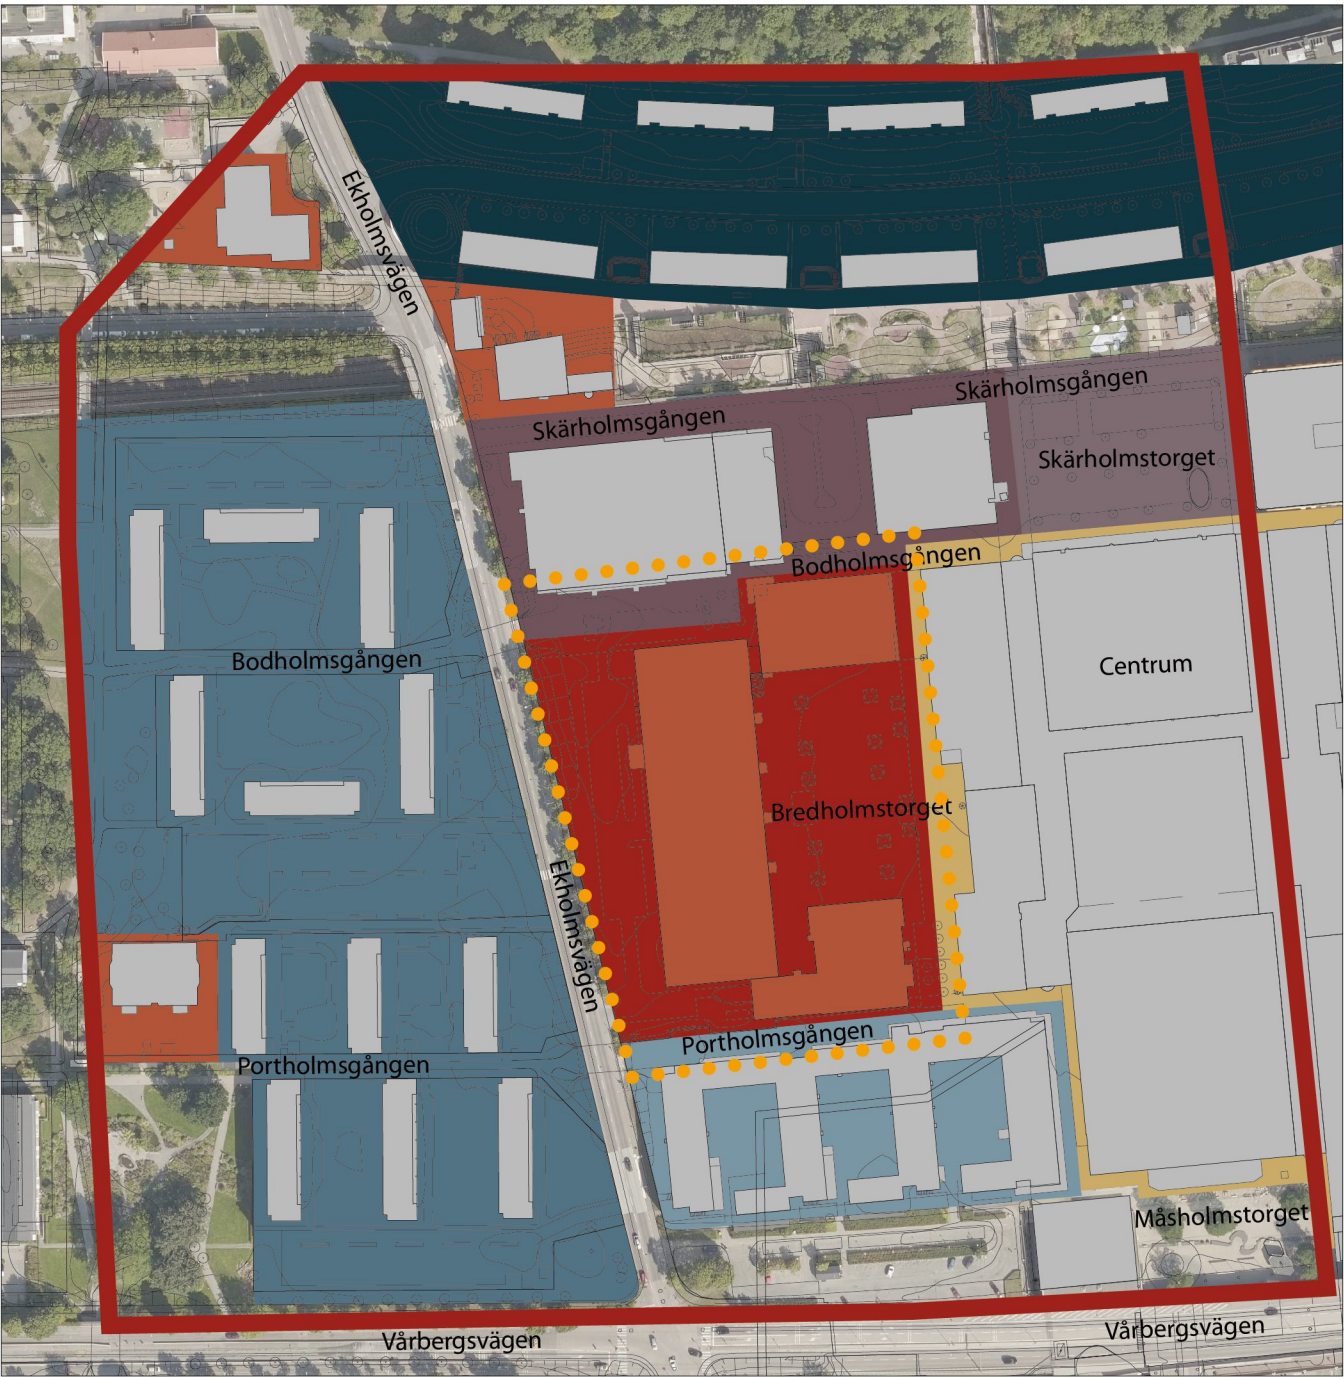 Ekholmsvägen
Skärholmsgången
Skärholmsgången
Skärholmstorget
Bodholmsgången
Bodholmsgången
Centrum
Bredholmstorget
Ekholmsvägen
Portholmsgången
Portholmsgången
Måsholmstorget
Vårbergsvägen
Vårbergsvägen